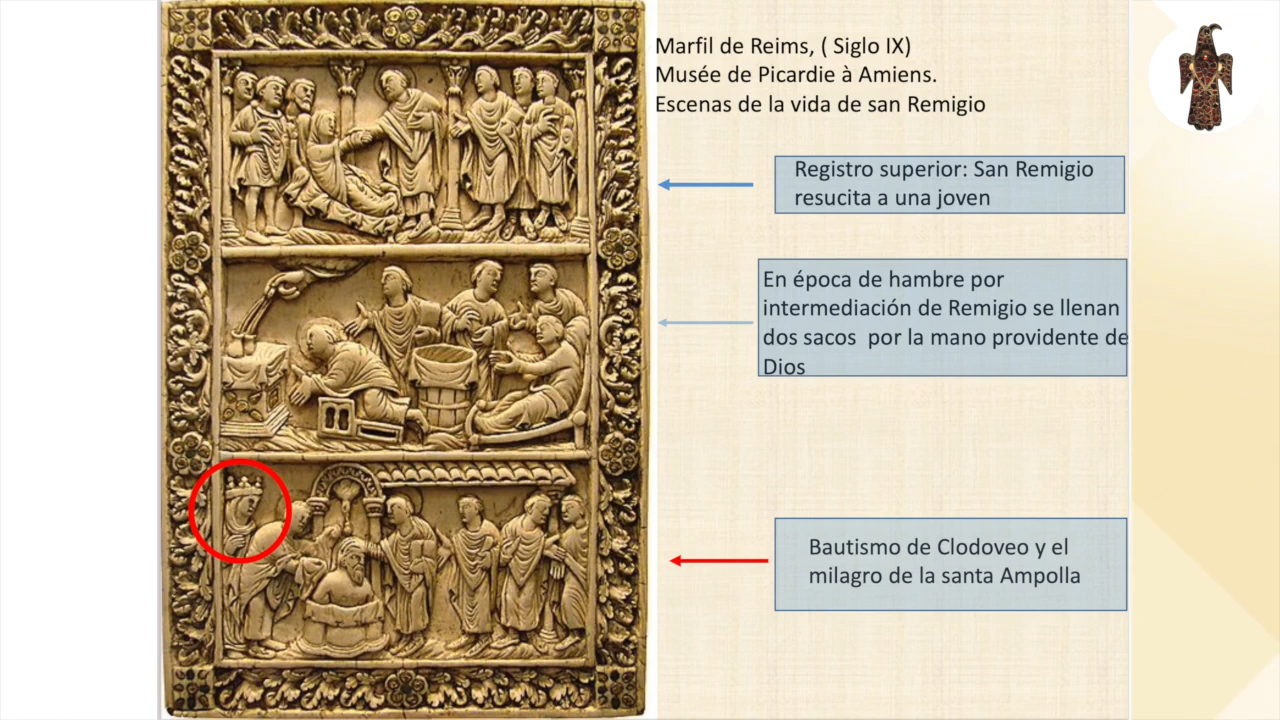 Marfil de Reims, ( Siglo IX)
Musée de Picardie à Amiens.
Escenas de la vida de san Remigio
Registro superior: San Remigio
resucita a una joven
En época de hambre por
intermediación de Remigio se llenan
dos sacos  por la mano providente de
Dios
Bautismo de Clodoveo y el
milagro de la santa Ampolla